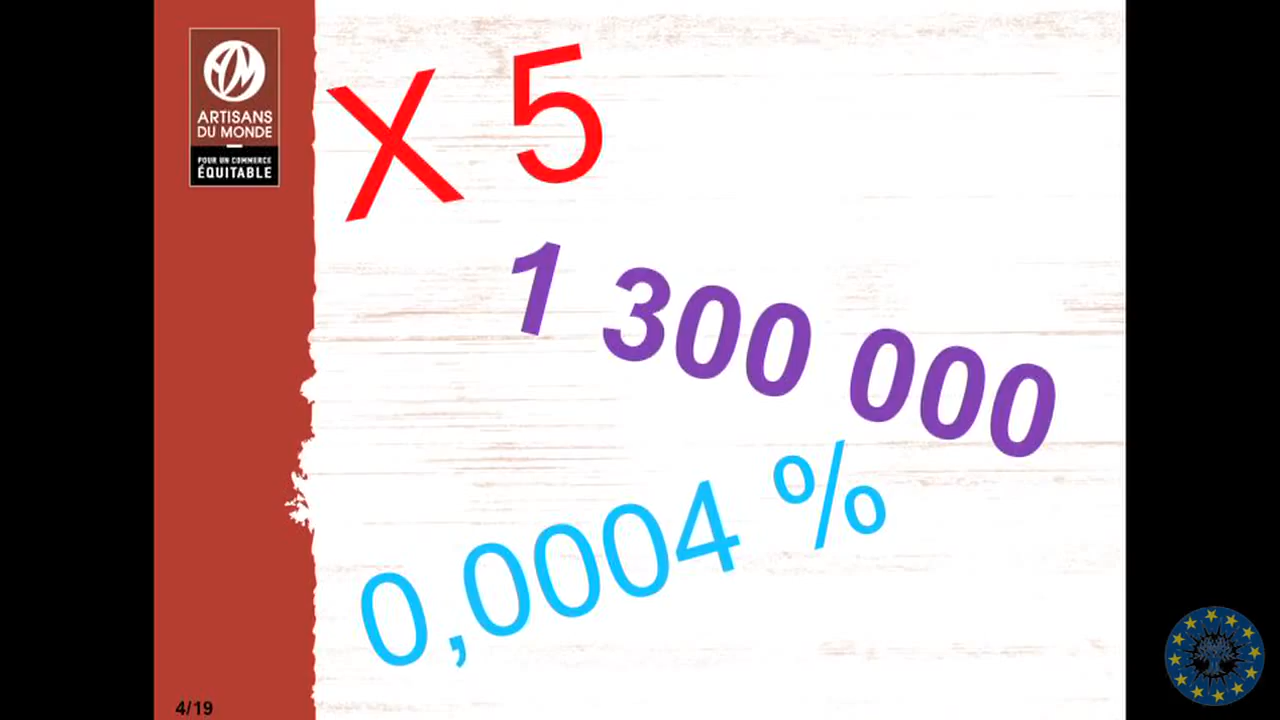 ARTISANS
DU MONDE
POUR UN COMMERCE
ÉQUITABLE
X 5
1 300 000
0,0004 %
4/19